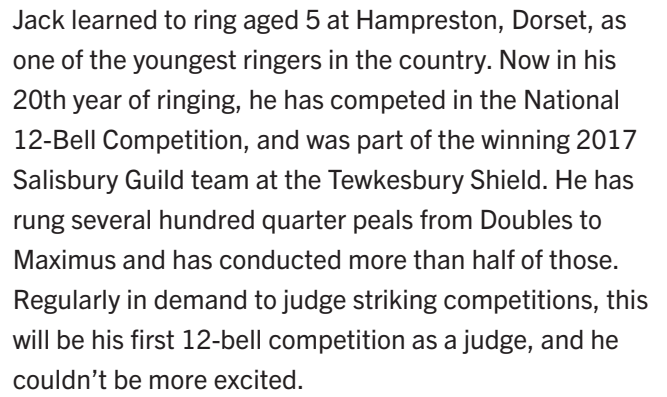 Jack learned to ring aged 5 at Hampreston, Dorset, as
one of the youngest ringers in the country. Now in his
20th year of ringing, he has competed in the National
12-Bell Competition, and was part of the winning 2017
Salisbury Guild team at the Tewkesbury Shield. He has
rung several hundred quarter peals from Doubles to
Maximus and has conducted more than half of those.
Regularly in demand to judge striking competitions, this
will be his first 12-bell competition as a judge, and he
couldn’t be more excited.